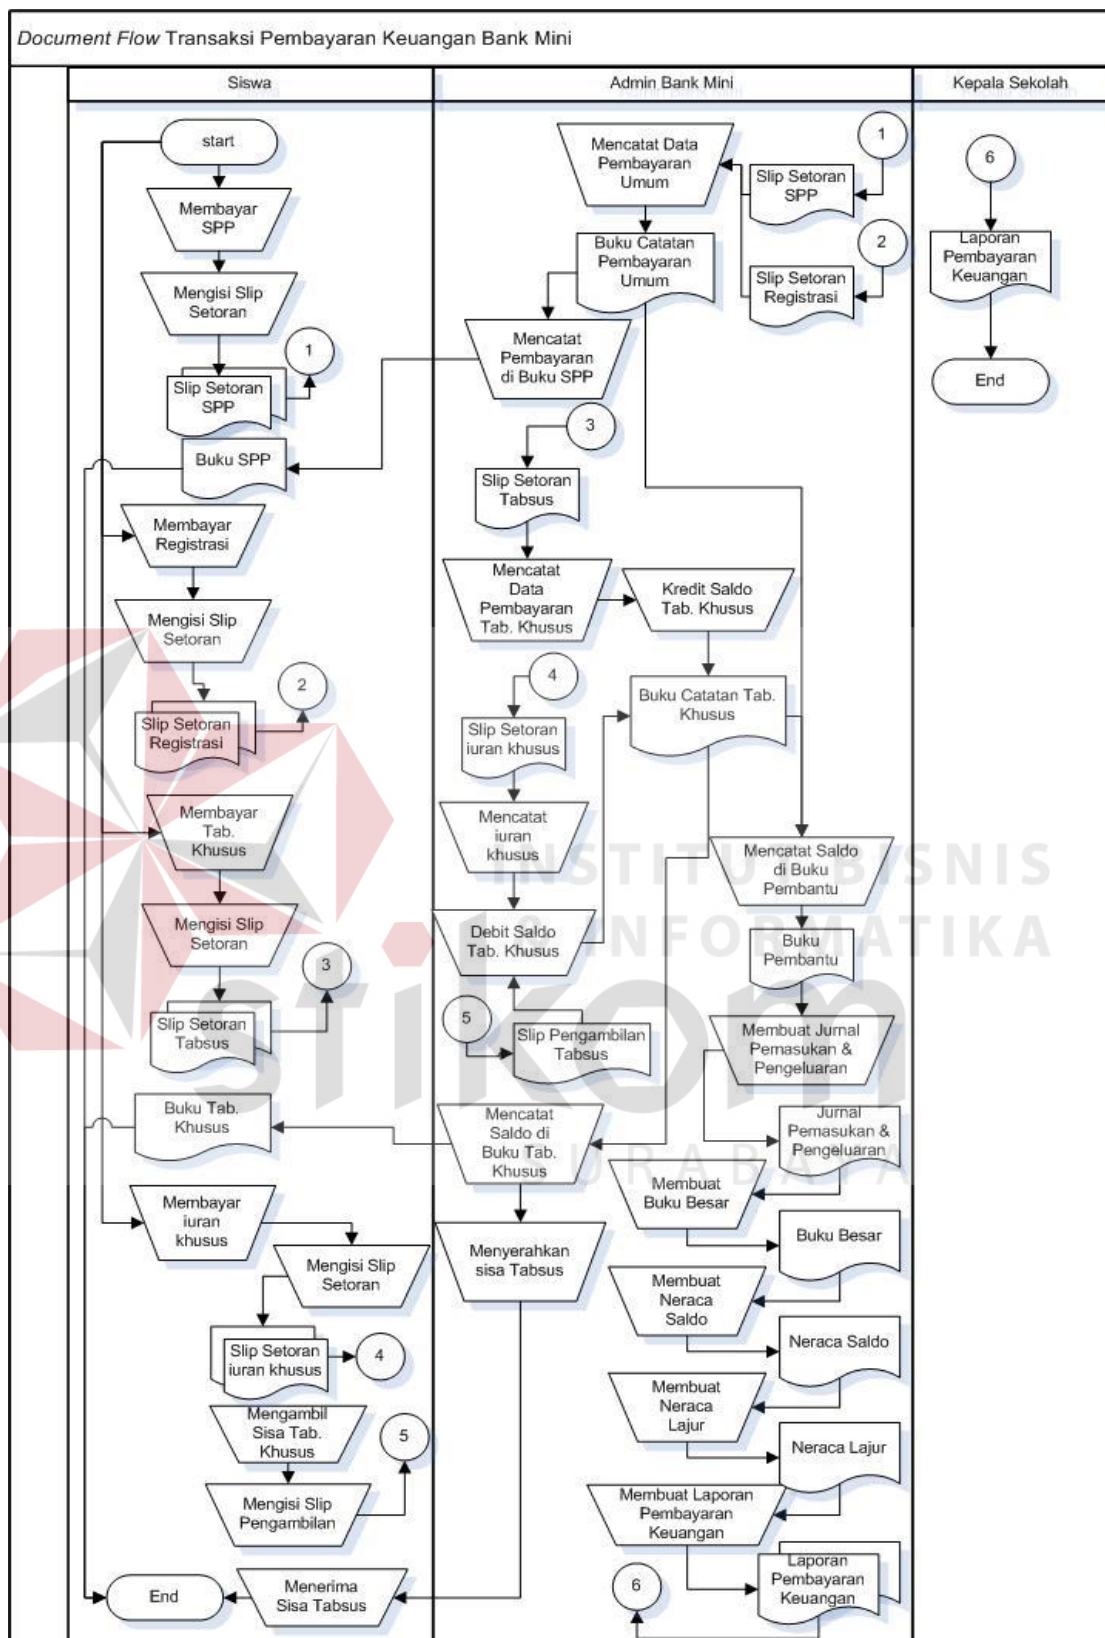 Document Flow Transaksi Pembayaran Keuangan Bank Mini
Siswa
Admin Bank Mini
Kepala Sekolah
start
Membayar
SPP
Mengisi Slip
Setoran
1
Slip Setoran
SPP
Buku SPP
Membayar
Registrasi
Mengisi Slip
Setoran
2
Slip Setoran
Registrasi
Membayar
Tab.
Khusus
Mengisi Slip
Setoran
3
Slip Setoran
Tabsus
Buku Tab.
Khusus
Membayar
iuran
khusus
Mengisi Slip
Setoran
Slip Setoran
iuran khusus
4
Mengambil
Sisa Tab.
Khusus
5
Mengisi Slip
Pengambilan
End
Menerima
Sisa Tabsus
Mencatat Data
Pembayaran
Umum
1
Slip Setoran
SPP
2
Slip Setoran
Registrasi
Buku Catatan
Pembayaran
Umum
Mencatat
Pembayaran
di Buku SPP
3
Slip Setoran
Tabsus
Mencatat
Data
Pembayaran
Tab. Khusus
Kredit Saldo
Tab. Khusus
4
Slip Setoran
iuran khusus
Buku Catatan Tab.
Khusus
Mencatat
iuran
khusus
Debit Saldo
Tab. Khusus
5
Slip Pengambilan
Tabsus
Mencatat
Saldo di
Buku Tab.
Khusus
Menyerahkan
sisa Tabsus
Mencatat Saldo
di Buku
Pembantu
Buku
Pembantu
Membuat Jurnal
Pemasukan &
Pengeluaran
Jurnal
Pemasukan &
Pengeluaran
Membuat
Buku Besar
Buku Besar
Membuat
Neraca
Saldo
Neraca Saldo
Membuat
Neraca
Lajur
Neraca Lajur
Membuat Laporan
Pembayaran
Keuangan
Laporan
Pembayaran
Keuangan
6
6
Laporan
Pembayaran
Keuangan
End
INSTITUT BISNIS
& INFORMATIKA
stikom
SURABAYA